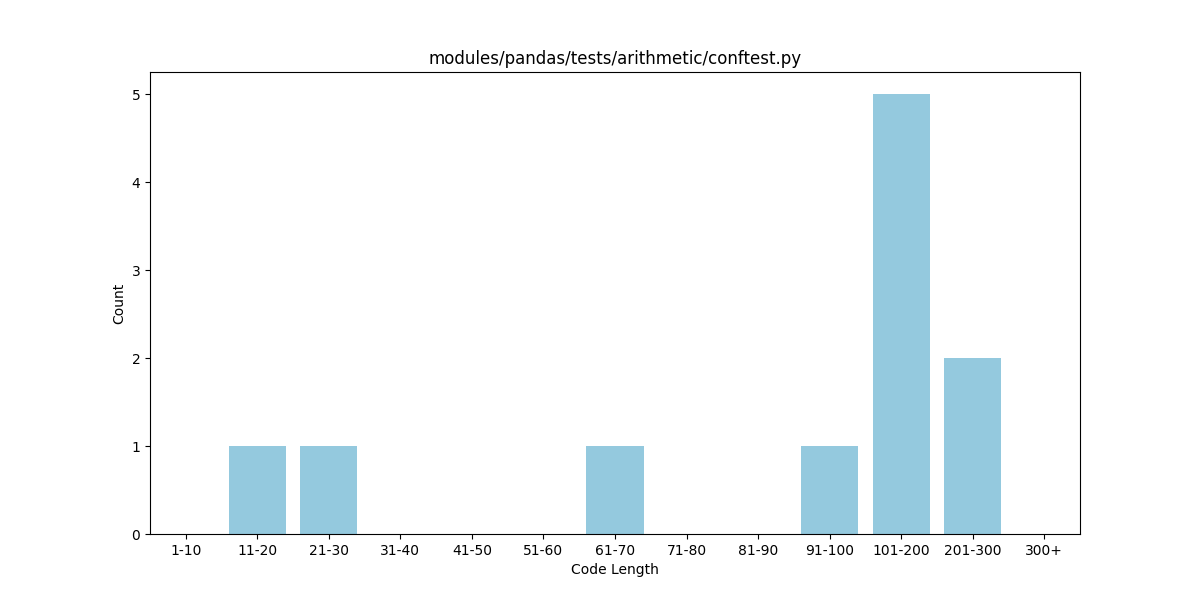 modules/pandas/tests/arithmetic/conftest.py
5
4
3
2
1
0
Count
1-10 11-20 21-30 31-40 41-50 51-60 61-70 71-80 81-90 91-100 101-200 201-300 300+
Code Length